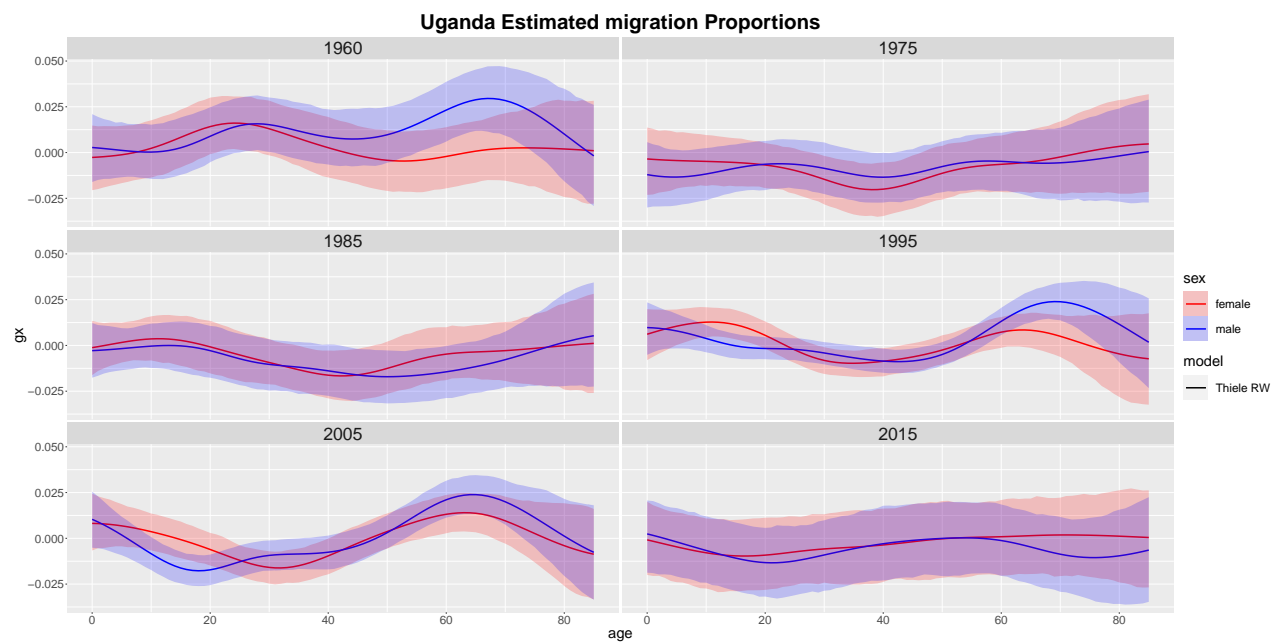 Uganda Estimated migration Proportions
1960
1975
0.050
0.025
0.000
−0.025
1985
1995
0.050
0.025
0.000
−0.025
2005
2015
0.050
0.025
0.000
−0.025
0 20 40 60 80
0 20 40 60 80
age
gx
sex
female
male
model
Thiele RW